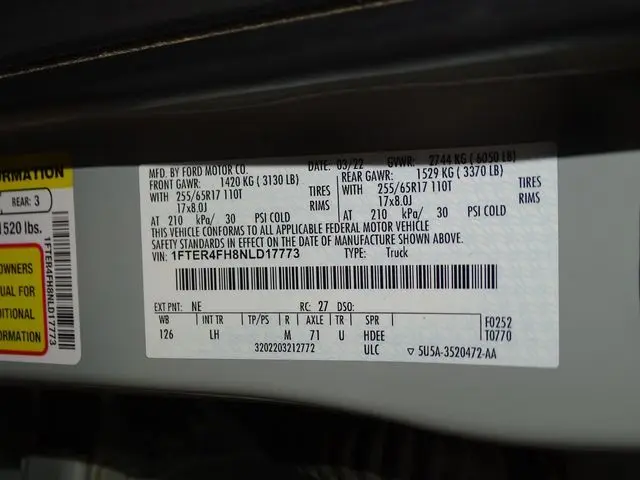 ORMATION
REAR: 3
1520 lbs.
OWNERS
UAL FOR
DITIONAL
ORMATION
1FTER4FH8NLD17773
MFD. BY FORD MOTOR CO. DATE: 03/22 GVWR: 2744 KG ( 6050 LB)
FRONT GAWR: 1420 KG ( 3130 LB) REAR GAWR: 1529 KG ( 3370 LB)
WITH 255/65R17 110T TIRES WITH 255/65R17 110T TIRES
17x8.0J RIMS 17x8.0J RIMS
AT 210 kPa/ 30 PSI COLD AT 210 kPa/ 30 PSI COLD
THIS VEHICLE CONFORMS TO ALL APPLICABLE FEDERAL MOTOR VEHICLE
SAFETY STANDARDS IN EFFECT ON THE DATE OF MANUFACTURE SHOWN ABOVE.
VIN: 1FTER4FH8NLD17773 TYPE: Truck
EXT PNT: NE RC: 27 DSO:
WB INT TR TP/PS R AXLE TR SPR F0252
126 LH M 71 U HDEE T0770
3202203212772 ULC ▽ 5U5A-3520472-AA